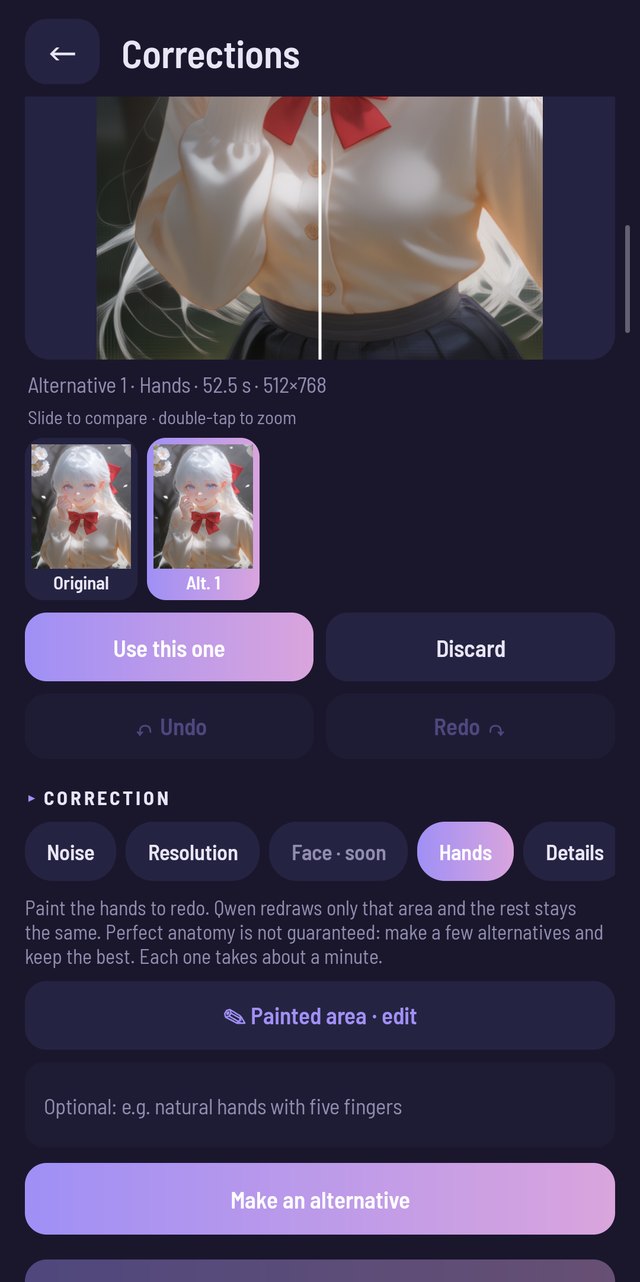 ← Corrections
Alternative 1 · Hands · 52.5 s · 512×768
Slide to compare · double-tap to zoom
Original
Alt. 1
Use this one
Discard
Undo
Redo
CORRECTION
Noise
Resolution
Face · soon
Hands
Details
Paint the hands to redo. Qwen redraws only that area and the rest stays
the same. Perfect anatomy is not guaranteed: make a few alternatives and
keep the best. Each one takes about a minute.
✎ Painted area · edit
Optional: e.g. natural hands with five fingers
Make an alternative